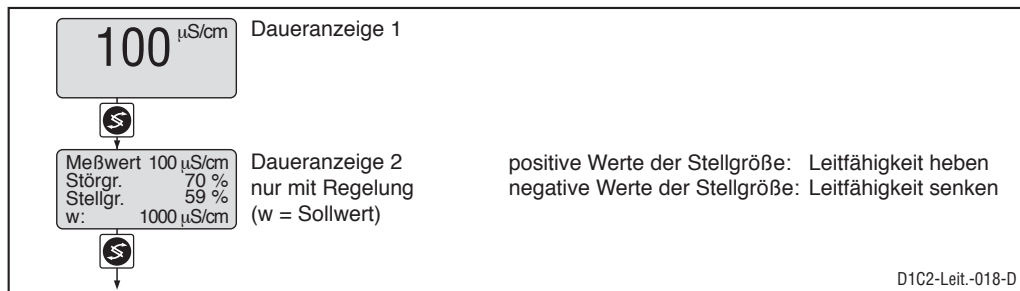 100 µS/cm
Daueranzeige 1
Meßwert 100 µS/cm
Störgr. 70 %
Stellgr. 59 %
w: 1000 µS/cm
Daueranzeige 2
nur mit Regelung
(w = Sollwert)
positive Werte der Stellgröße: Leitfähigkeit heben
negative Werte der Stellgröße: Leitfähigkeit senken
D1C2-Leit.-018-D